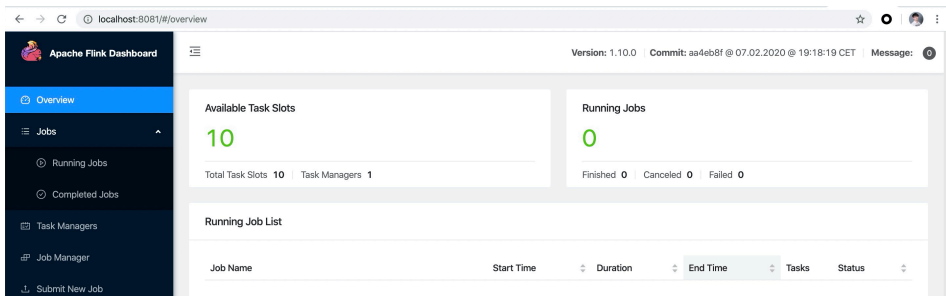 localhost:8081/#/overview
Apache Flink Dashboard
Version: 1.10.0 Commit: aa4eb8f @ 07.02.2020 @ 19:18:19 CET Message: 0
Overview
Jobs
Running Jobs
Completed Jobs
Task Managers
Job Manager
Submit New Job
Available Task Slots
10
Total Task Slots 10 Task Managers 1
Running Jobs
0
Finished 0 Canceled 0 Failed 0
Running Job List
Job Name Start Time Duration End Time Tasks Status